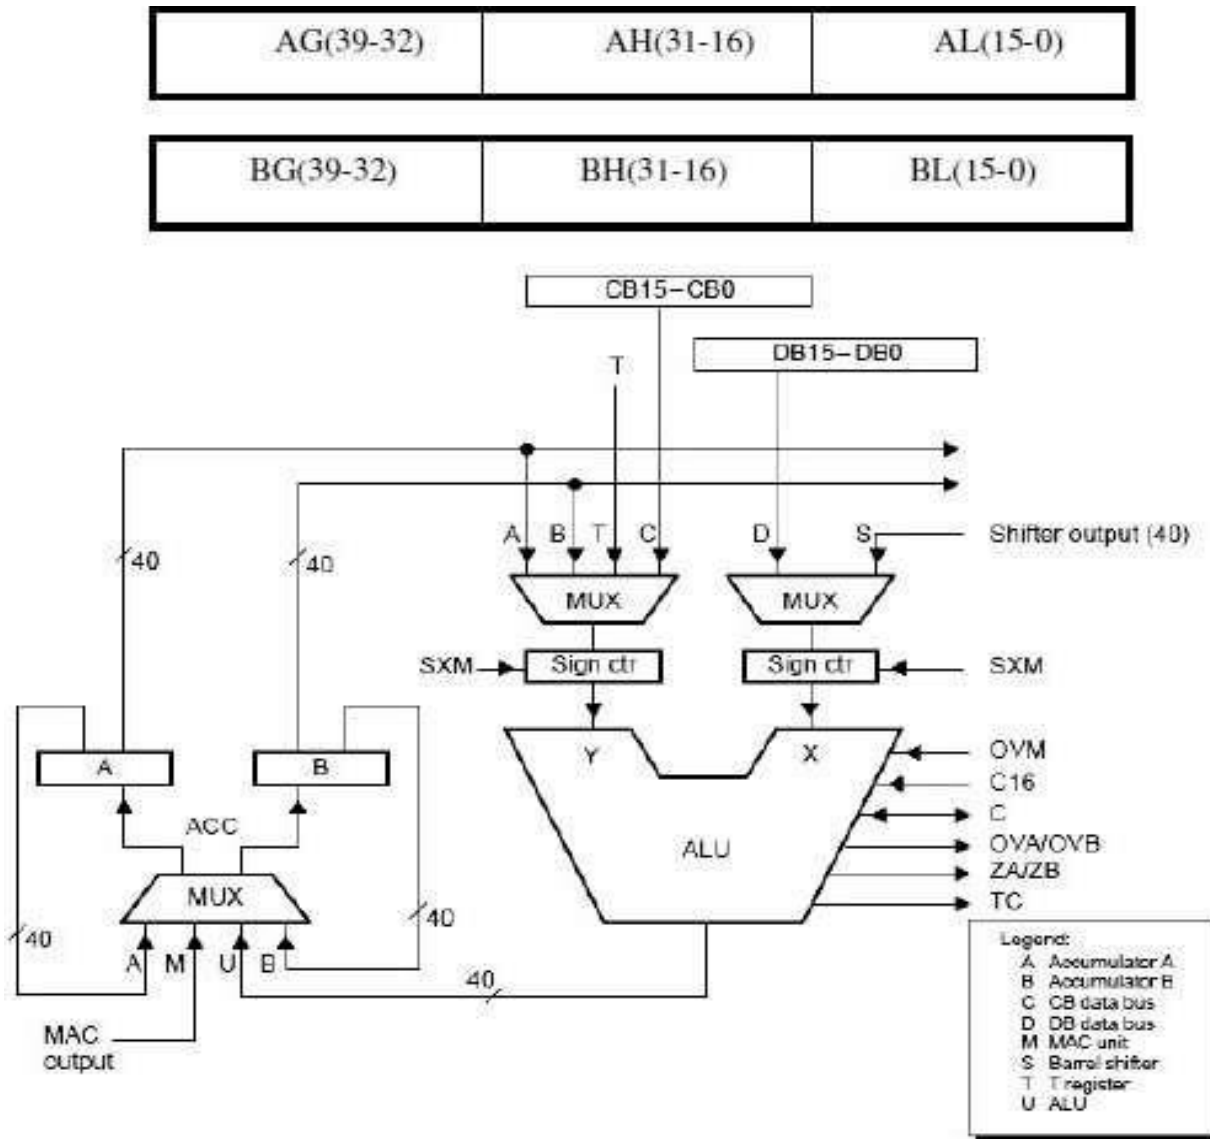 AG(39-32) AH(31-16) AL(15-0)
BG(39-32) BH(31-16) BL(15-0)
CB15–CB0
DB15–DB0
T
A B T C D S Shifter output (40)
40 40
MUX MUX
SXM Sign ctr Sign ctr SXM
Y X OVM
A B C16
ACC C
ALU OVA/OVB
ZA/ZB
MUX TC
40 40
A M U B 40
MAC
output
Legend:
A Accumulator A
B Accumulator B
C CB data bus
D DB data bus
M MAC unit
S Barrel shifter
T T register
U ALU